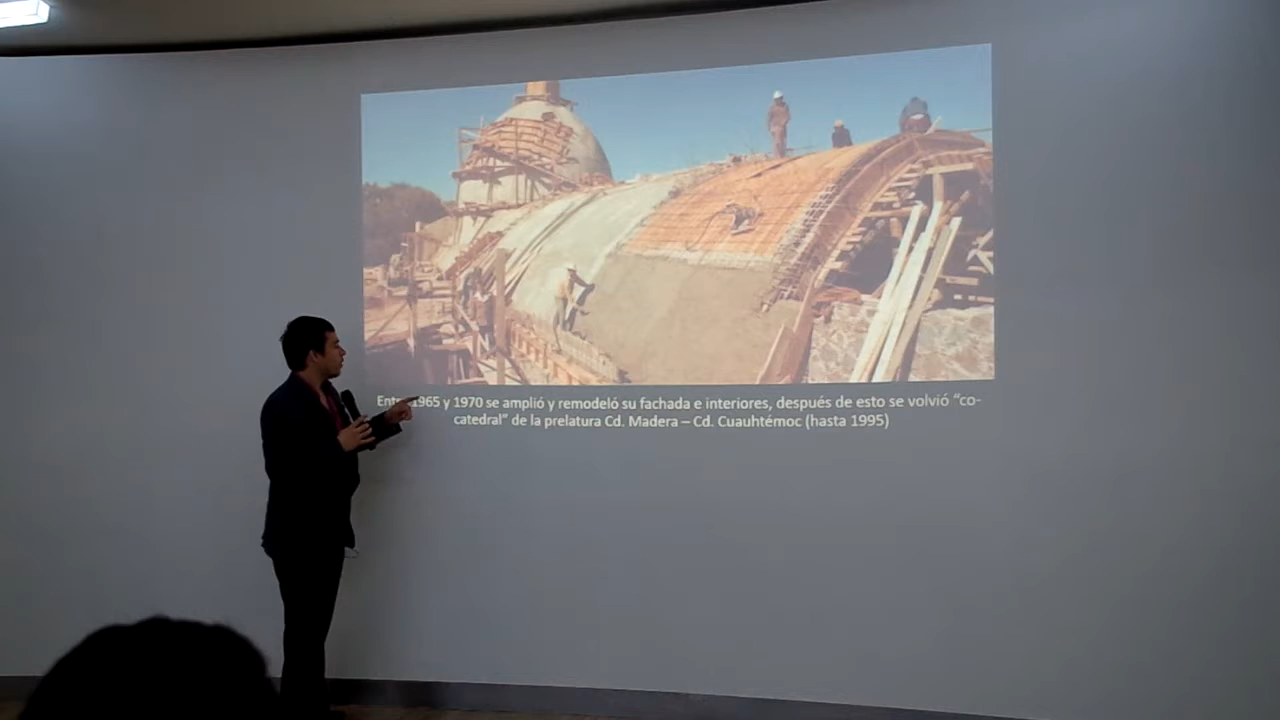 Entre 1965 y 1970 se amplió y remodeló su fachada e interiores, después de esto se volvió “co-
catedral” de la prelatura Cd. Madera – Cd. Cuauhtémoc (hasta 1995)